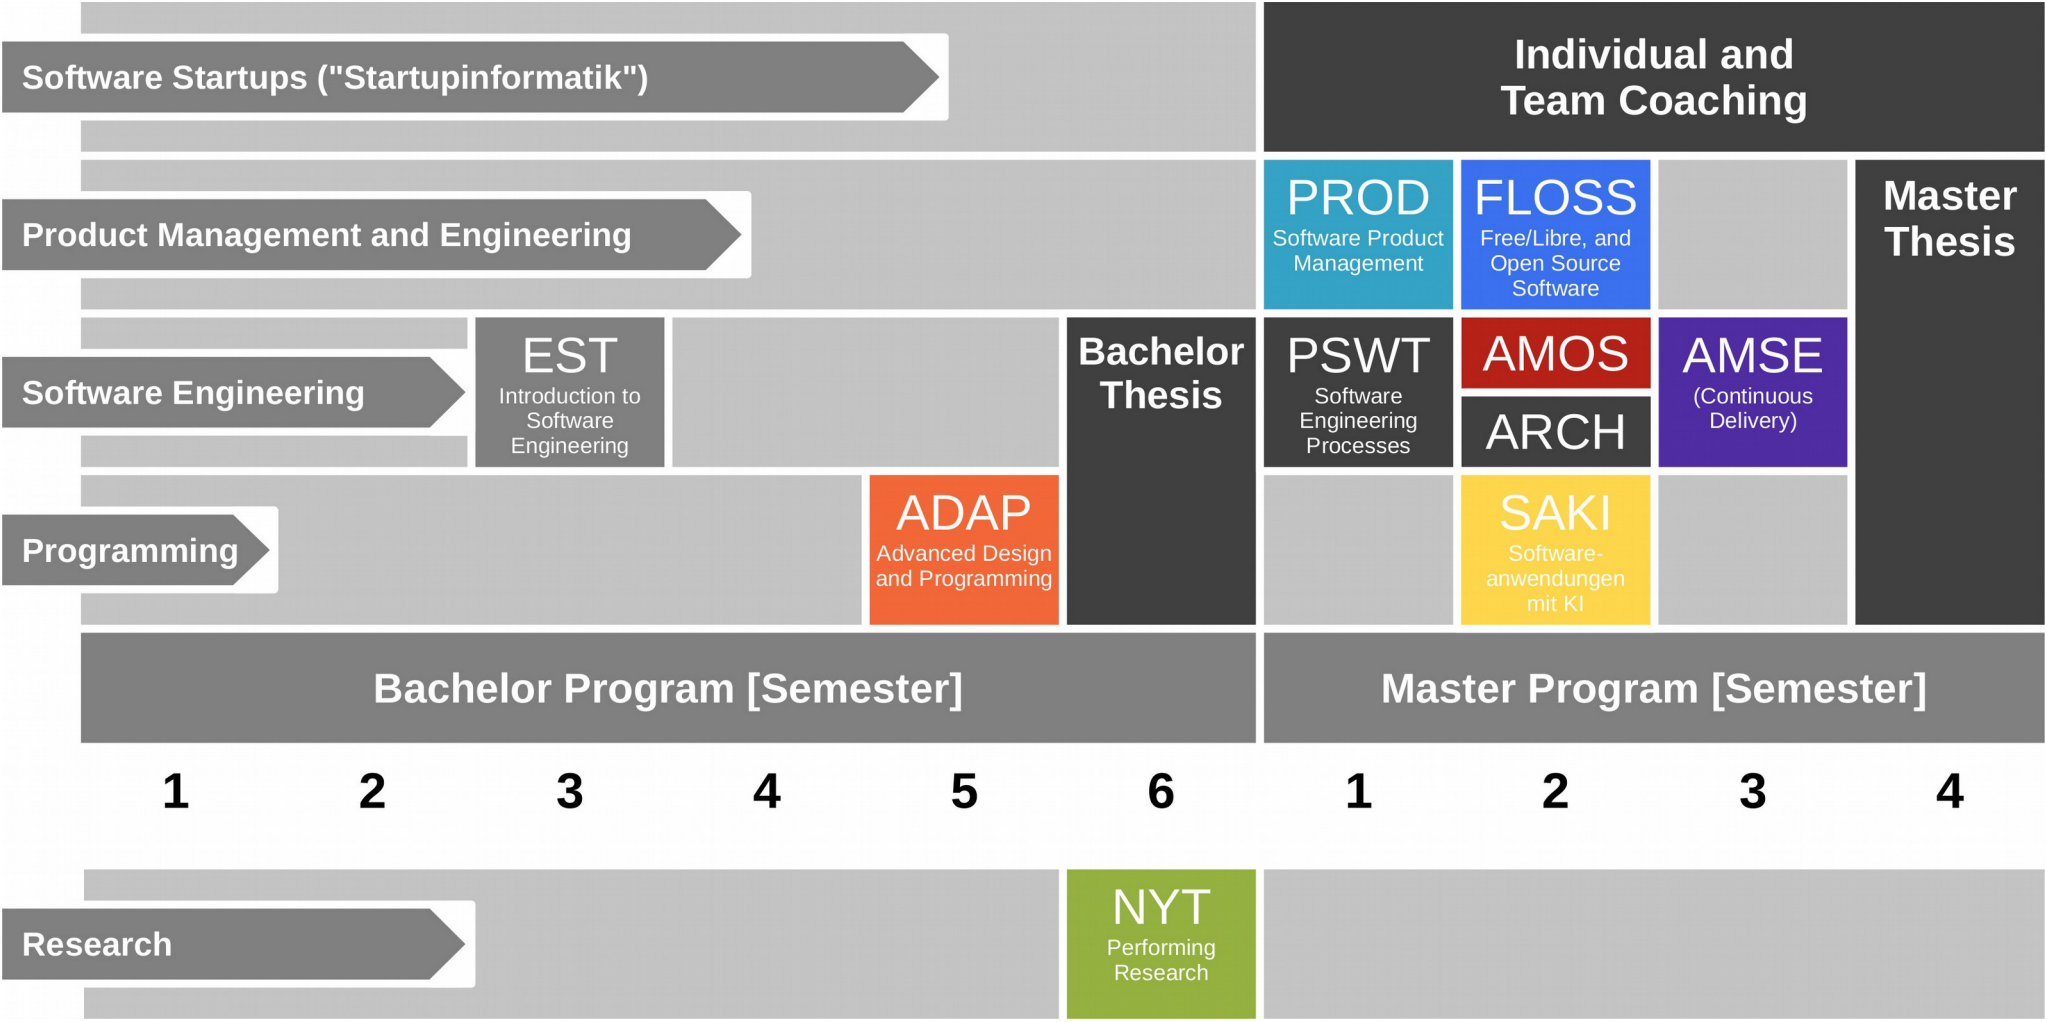 Software Startups ("Startupinformatik")
Individual and
Team Coaching
Product Management and Engineering
PROD
Software Product
Management
FLOSS
Free/Libre, and
Open Source
Software
Master
Thesis
Software Engineering
EST
Introduction to
Software
Engineering
Bachelor
Thesis
PSWT
Software
Engineering
Processes
AMOS
ARCH
AMSE
(Continuous
Delivery)
Programming
ADAP
Advanced Design
and Programming
SAKI
Software-
anwendungen
mit KI
Bachelor Program [Semester]
Master Program [Semester]
1 2 3 4 5 6 1 2 3 4
Research
NYT
Performing
Research